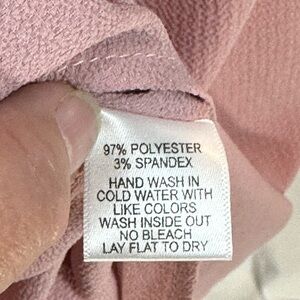 97% POLYESTER
3% SPANDEX
HAND WASH IN
COLD WATER WITH
LIKE COLORS
WASH INSIDE OUT
NO BLEACH
LAY FLAT TO DRY